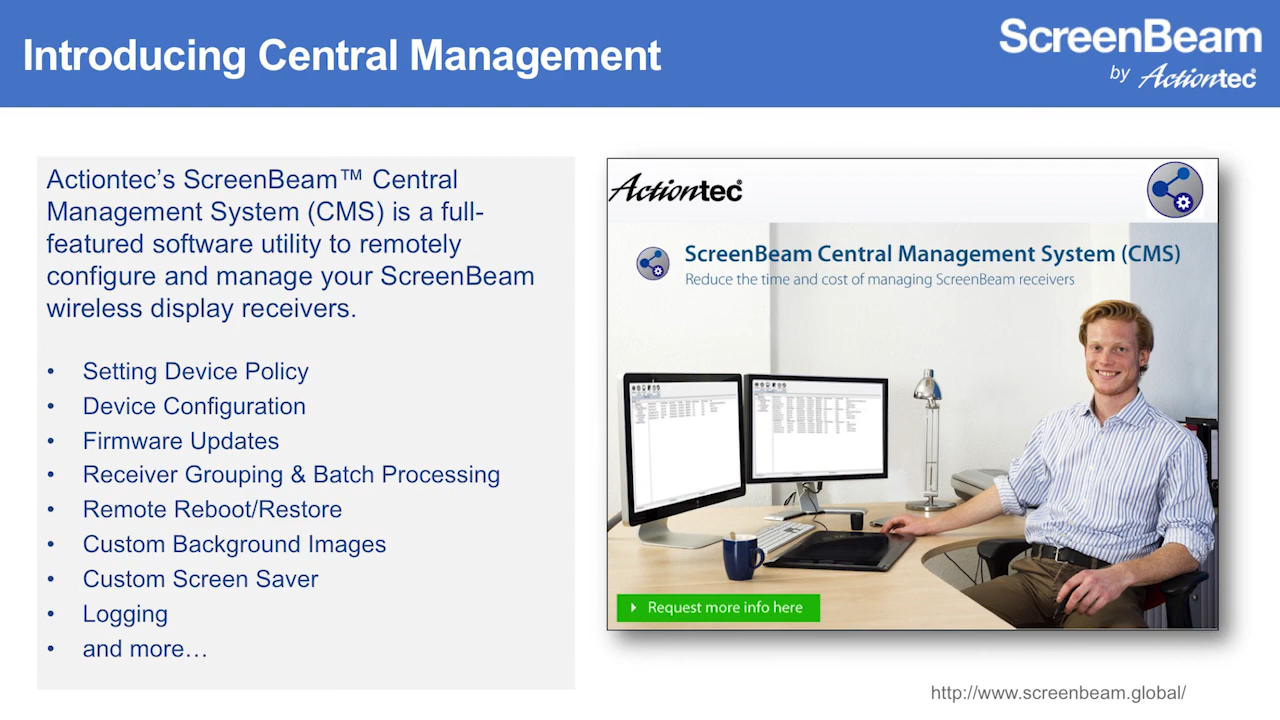 Introducing Central Management
ScreenBeam
by Actiontec®
Actiontec’s ScreenBeam™ Central
Management System (CMS) is a full-
featured software utility to remotely
configure and manage your ScreenBeam
wireless display receivers.
• Setting Device Policy
• Device Configuration
• Firmware Updates
• Receiver Grouping & Batch Processing
• Remote Reboot/Restore
• Custom Background Images
• Custom Screen Saver
• Logging
• and more…
Actiontec®
ScreenBeam Central Management System (CMS)
Reduce the time and cost of managing ScreenBeam receivers
Request more info here
http://www.screenbeam.global/